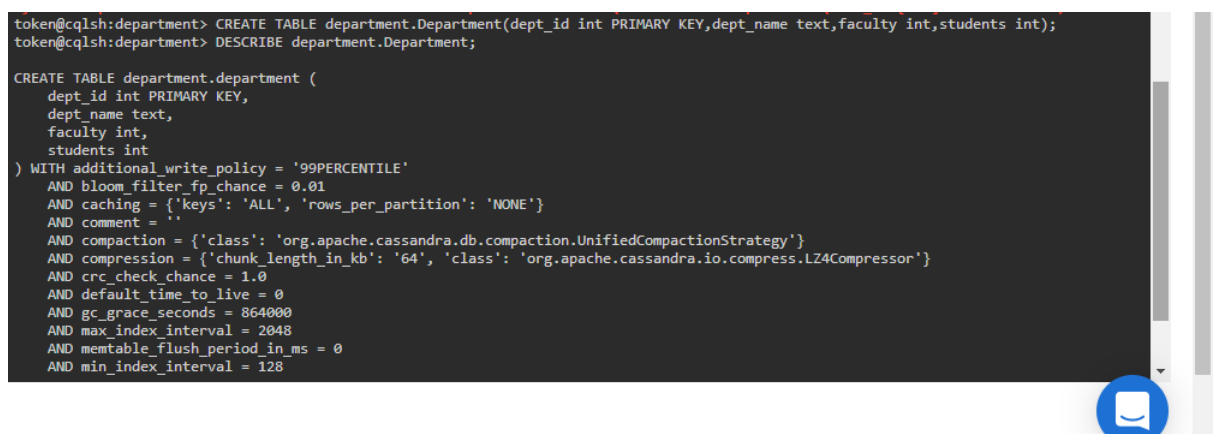 token@cqlsh:department> CREATE TABLE department.Department(dept_id int PRIMARY KEY,dept_name text,faculty int,students int);
token@cqlsh:department> DESCRIBE department.Department;
CREATE TABLE department.department (
    dept_id int PRIMARY KEY,
    dept_name text,
    faculty int,
    students int
) WITH additional_write_policy = '99PERCENTILE'
    AND bloom_filter_fp_chance = 0.01
    AND caching = {'keys': 'ALL', 'rows_per_partition': 'NONE'}
    AND comment = ''
    AND compaction = {'class': 'org.apache.cassandra.db.compaction.UnifiedCompactionStrategy'}
    AND compression = {'chunk_length_in_kb': '64', 'class': 'org.apache.cassandra.io.compress.LZ4Compressor'}
    AND crc_check_chance = 1.0
    AND default_time_to_live = 0
    AND gc_grace_seconds = 864000
    AND max_index_interval = 2048
    AND memtable_flush_period_in_ms = 0
    AND min_index_interval = 128